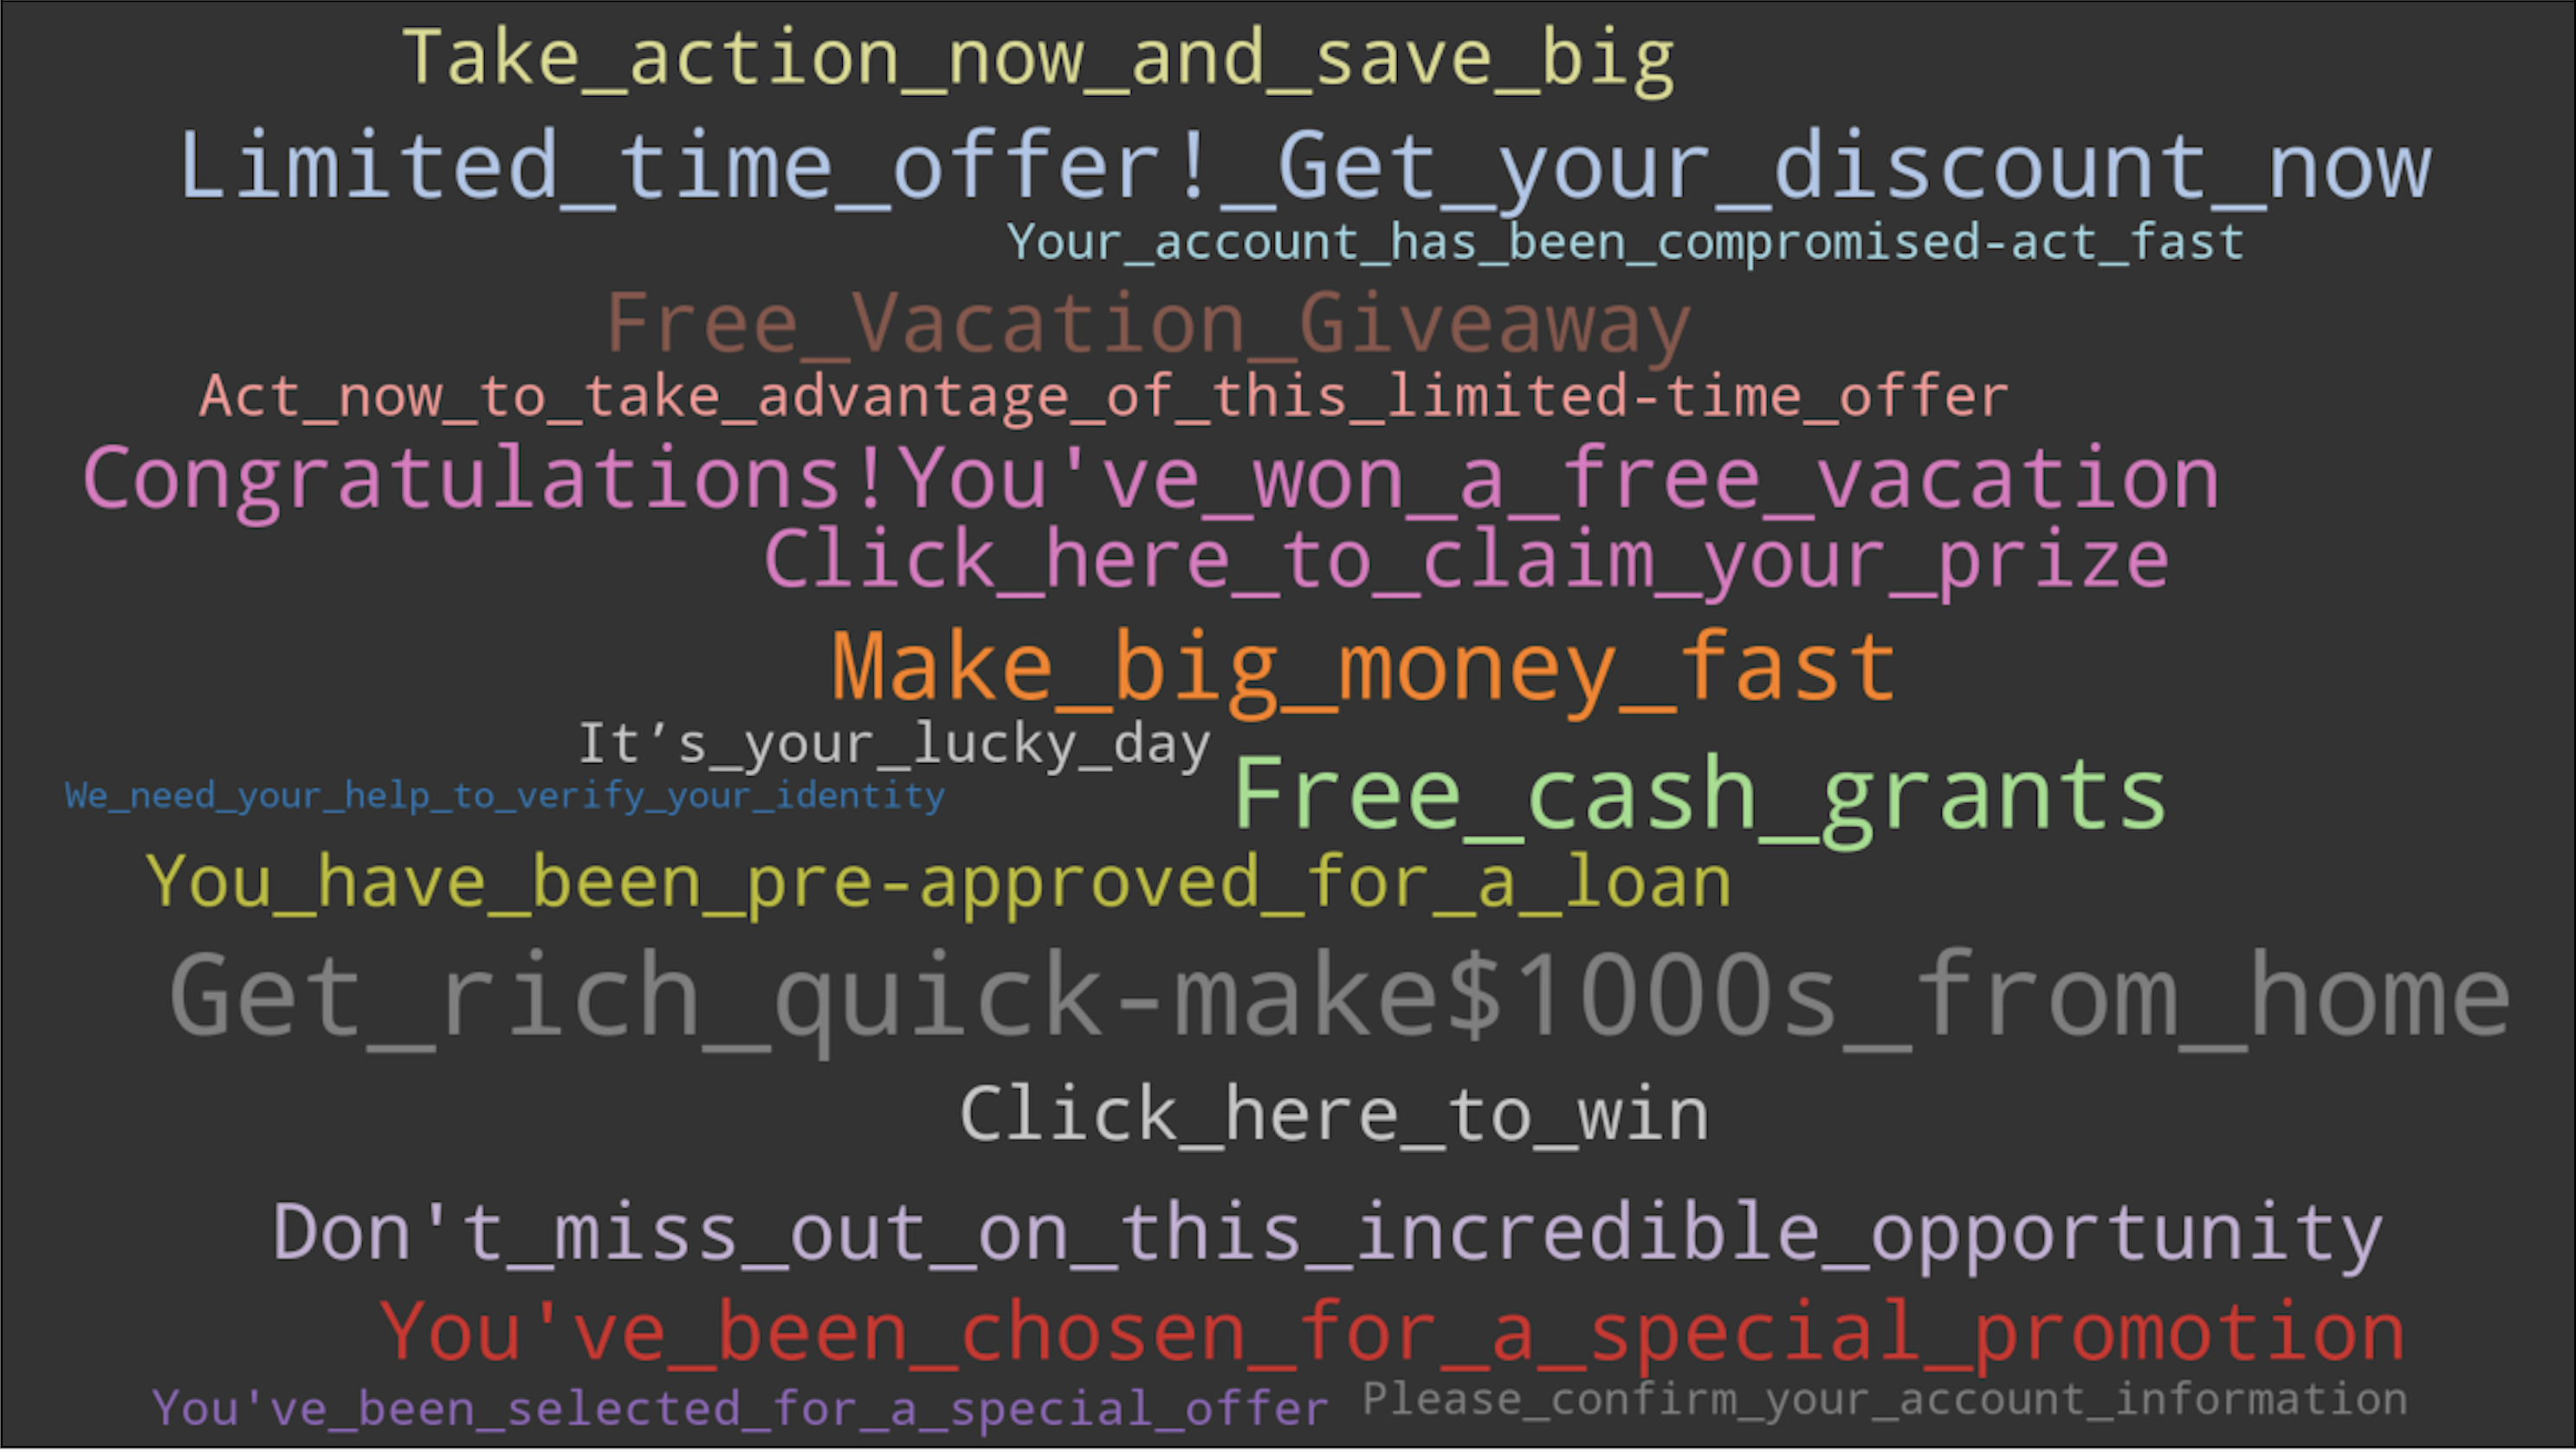 Take_action_now_and_save_big
Limited_time_offer!_Get_your_discount_now
Your_account_has_been_compromised-act_fast
Free_Vacation_Giveaway
Act_now_to_take_advantage_of_this_limited-time_offer
Congratulations!You've_won_a_free_vacation
Click_here_to_claim_your_prize
Make_big_money_fast
It’s_your_lucky_day
Free_cash_grants
We_need_your_help_to_verify_your_identity
You_have_been_pre-approved_for_a_loan
Get_rich_quick-make$1000s_from_home
Click_here_to_win
Don't_miss_out_on_this_incredible_opportunity
You've_been_chosen_for_a_special_promotion
You've_been_selected_for_a_special_offer
Please_confirm_your_account_information